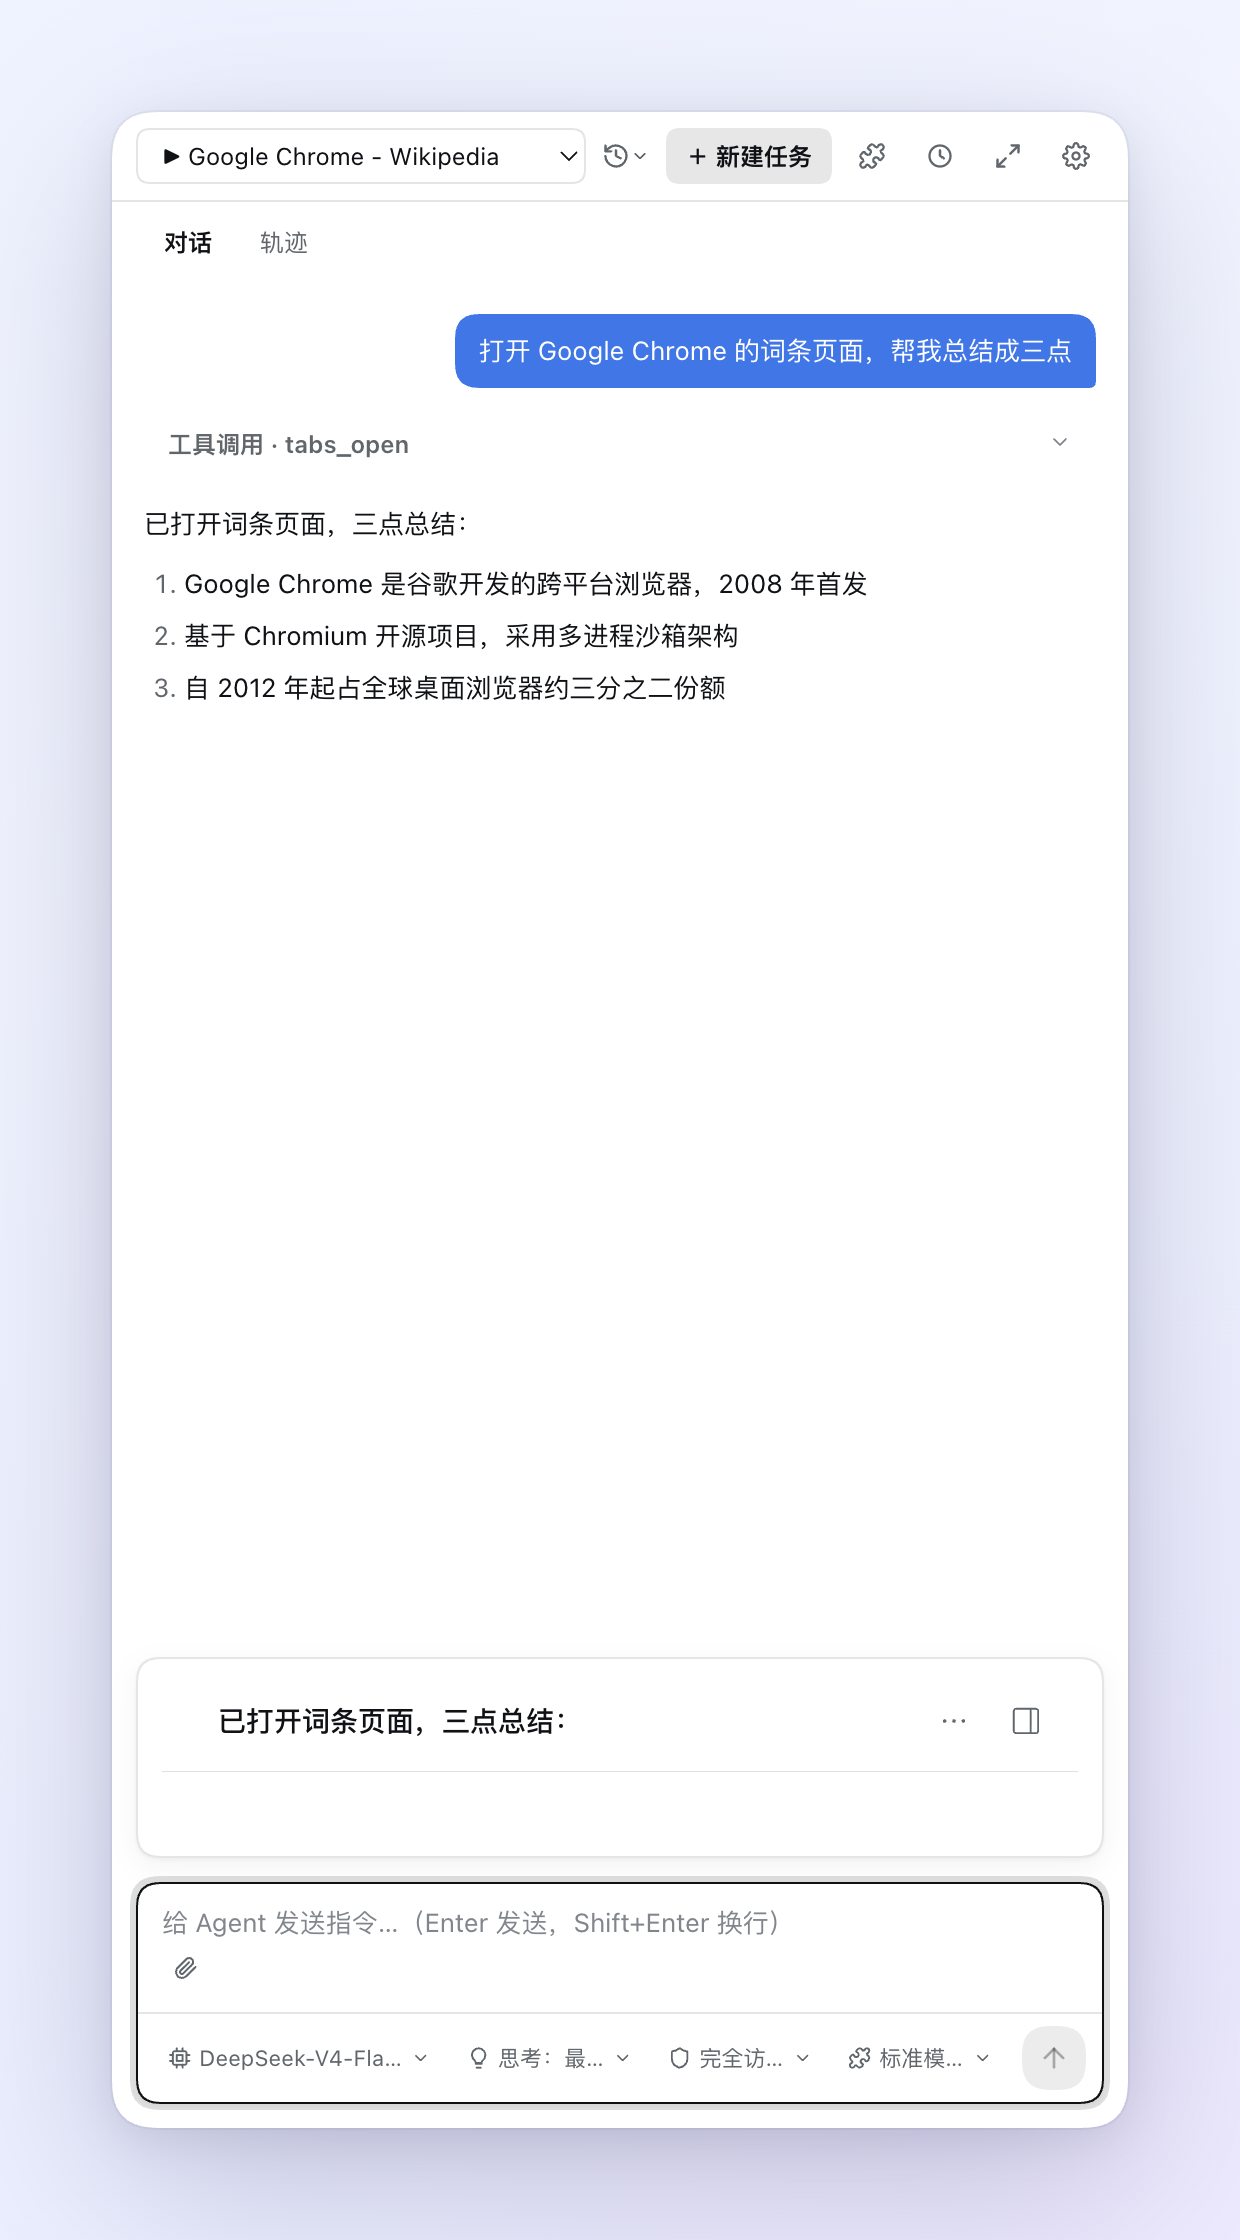 ▶ Google Chrome - Wikipedia
+ 新建任务
对话
轨迹
打开 Google Chrome 的词条页面，帮我总结成三点
工具调用 · tabs_open
已打开词条页面，三点总结：
1. Google Chrome 是谷歌开发的跨平台浏览器，2008 年首发
2. 基于 Chromium 开源项目，采用多进程沙箱架构
3. 自 2012 年起占全球桌面浏览器约三分之二份额
已打开词条页面，三点总结：
给 Agent 发送指令...（Enter 发送，Shift+Enter 换行）
DeepSeek-V4-Fla...
思考：最...
完全访...
标准模...